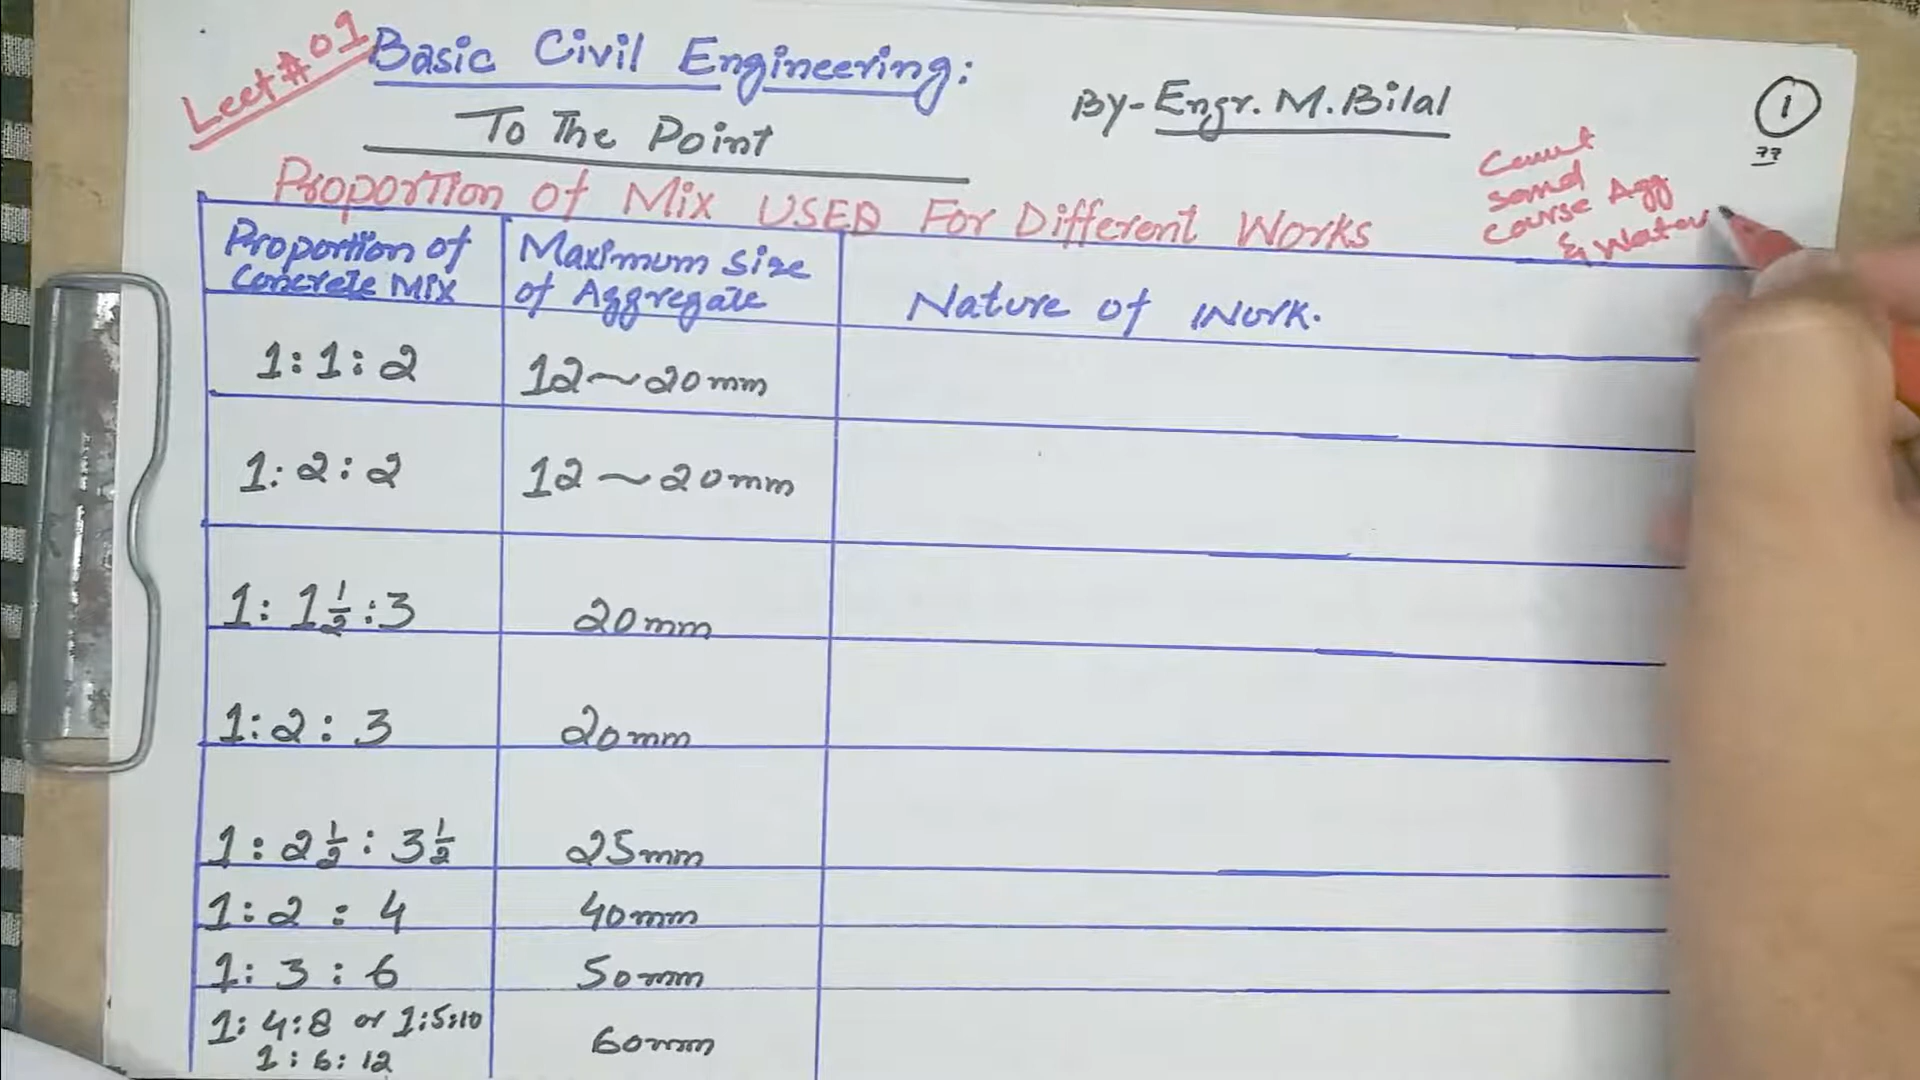 Lect#01
Basic Civil Engineering:
To The Point
By-Engr. M. Bilal
1
77
Proportion of Mix USED For Different Works
sand
course Agg
& Water
Proportion of Concrete Mix
Maximum Size of Aggregate
Nature of Work.
1:1:2
12~20mm
1:2:2
12~20mm
1:1½:3
20mm
1:2:3
20mm
1:2½:3½
25mm
1:2:4
40mm
1:3:6
50mm
1:4:8 or 1:5:10
1:6:12
60mm